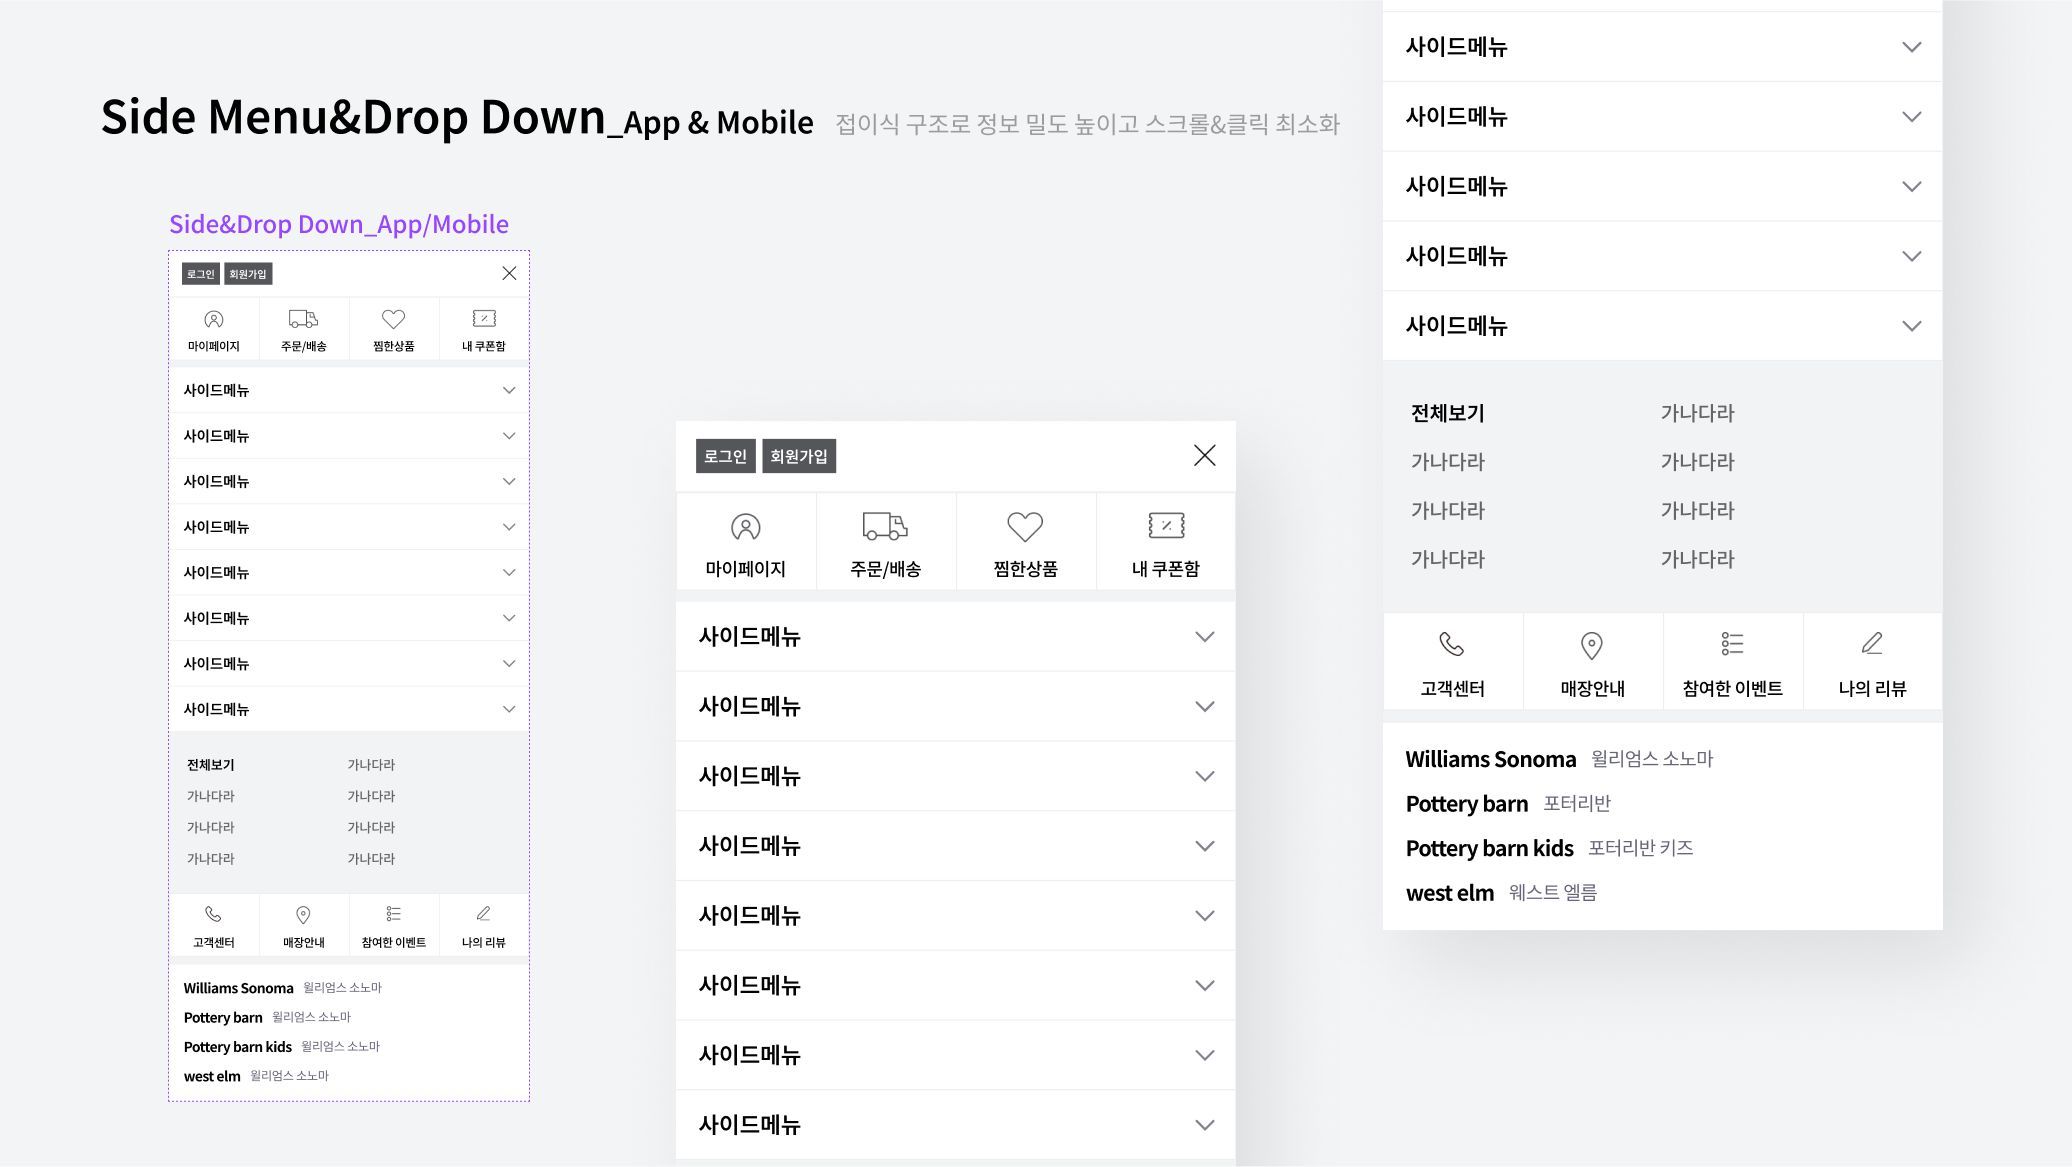 Side Menu&Drop Down_App & Mobile 접이식 구조로 정보 밀도 높이고 스크롤&클릭 최소화
Side&Drop Down_App/Mobile
로그인 회원가입
마이페이지 주문/배송 찜한상품 내 쿠폰함
사이드메뉴
사이드메뉴
사이드메뉴
사이드메뉴
사이드메뉴
사이드메뉴
사이드메뉴
사이드메뉴
전체보기 가나다라
가나다라 가나다라
가나다라 가나다라
가나다라 가나다라
고객센터 매장안내 참여한 이벤트 나의 리뷰
Williams Sonoma 윌리엄스 소노마
Pottery barn 윌리엄스 소노마
Pottery barn kids 윌리엄스 소노마
west elm 윌리엄스 소노마
로그인 회원가입
마이페이지 주문/배송 찜한상품 내 쿠폰함
사이드메뉴
사이드메뉴
사이드메뉴
사이드메뉴
사이드메뉴
사이드메뉴
사이드메뉴
사이드메뉴
사이드메뉴
사이드메뉴
사이드메뉴
사이드메뉴
사이드메뉴
전체보기 가나다라
가나다라 가나다라
가나다라 가나다라
가나다라 가나다라
고객센터 매장안내 참여한 이벤트 나의 리뷰
Williams Sonoma 윌리엄스 소노마
Pottery barn 포터리반
Pottery barn kids 포터리반 키즈
west elm 웨스트 엘름